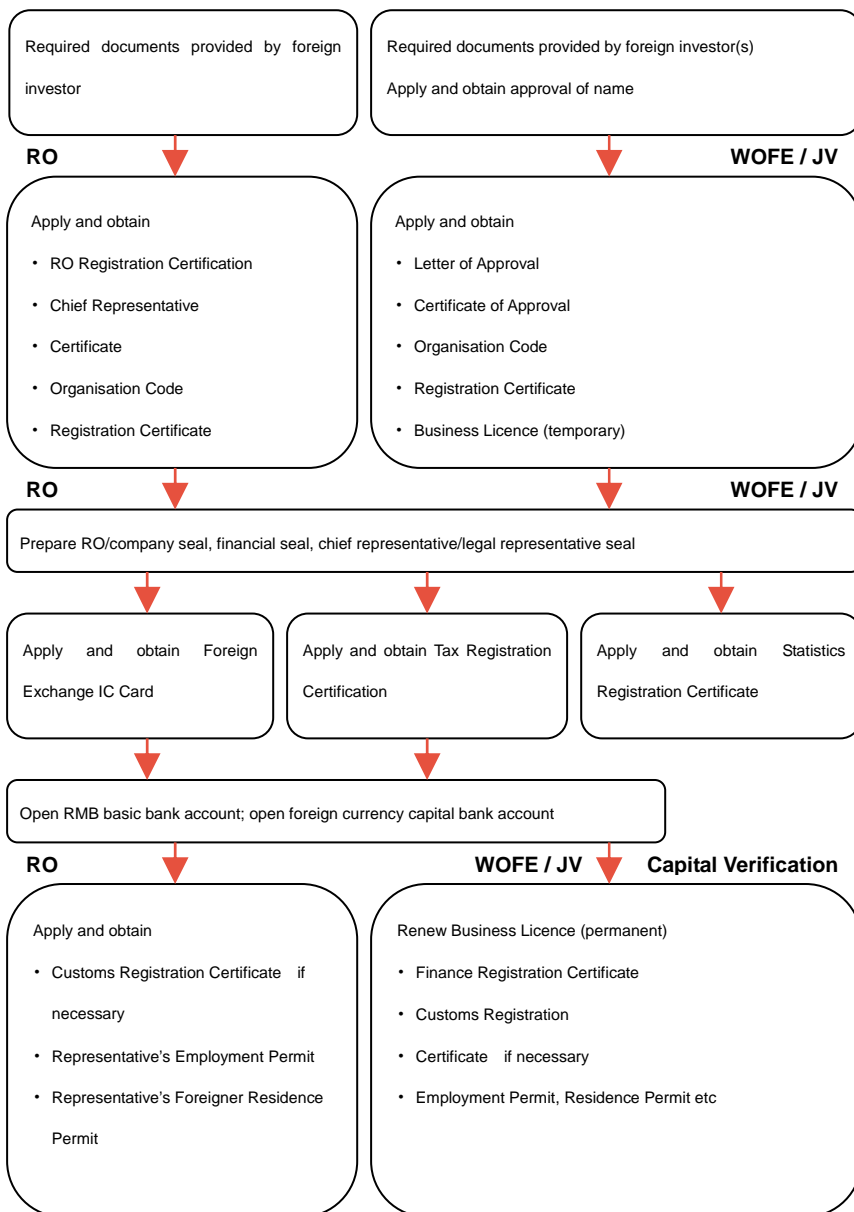 Required documents provided by foreign
investor
Required documents provided by foreign investor(s)
Apply and obtain approval of name
RO
WOFE / JV
Apply and obtain
・ RO Registration Certification
・ Chief Representative
・ Certificate
・ Organisation Code
・ Registration Certificate
Apply and obtain
・ Letter of Approval
・ Certificate of Approval
・ Organisation Code
・ Registration Certificate
・ Business Licence (temporary)
RO
WOFE / JV
Prepare RO/company seal, financial seal, chief representative/legal representative seal
Apply and obtain Foreign
Exchange IC Card
Apply and obtain Tax Registration
Certification
Apply and obtain Statistics
Registration Certificate
Open RMB basic bank account; open foreign currency capital bank account
RO
WOFE / JV
Capital Verification
Apply and obtain
・ Customs Registration Certificate if
necessary
・ Representative's Employment Permit
・ Representative's Foreigner Residence
Permit
Renew Business Licence (permanent)
・ Finance Registration Certificate
・ Customs Registration
・ Certificate if necessary
・ Employment Permit, Residence Permit etc